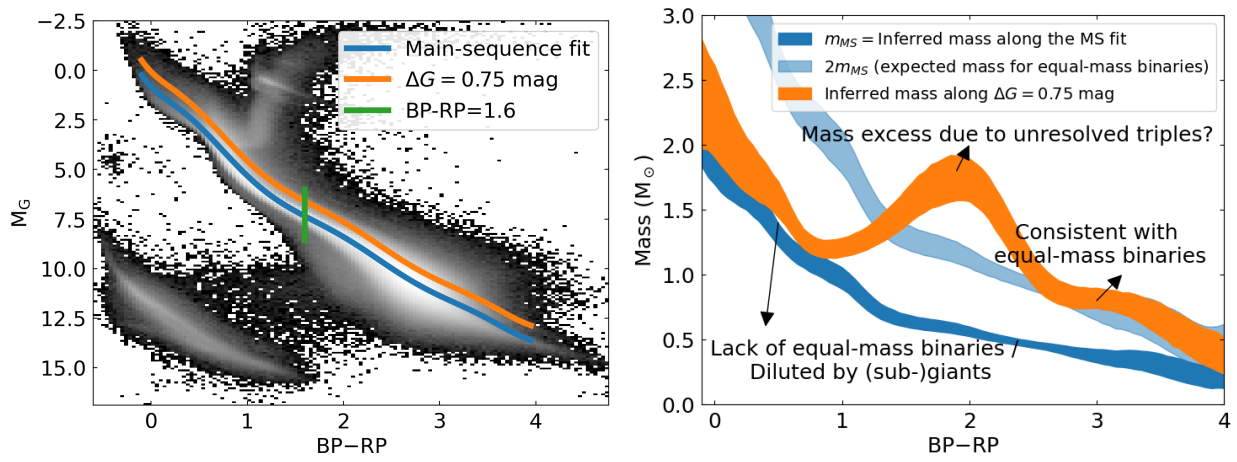 −2.5
0.0
2.5
5.0
7.5
10.0
12.5
15.0
M_G
0
1
2
3
4
BP−RP
Main-sequence fit
ΔG = 0.75 mag
BP-RP=1.6
3.0
2.5
2.0
1.5
1.0
0.5
0.0
Mass (M⊙)
0
1
2
3
4
BP−RP
m_MS = Inferred mass along the MS fit
2m_MS (expected mass for equal-mass binaries)
Inferred mass along ΔG = 0.75 mag
Mass excess due to unresolved triples?
Consistent with
equal-mass binaries
Lack of equal-mass binaries /
Diluted by (sub-)giants